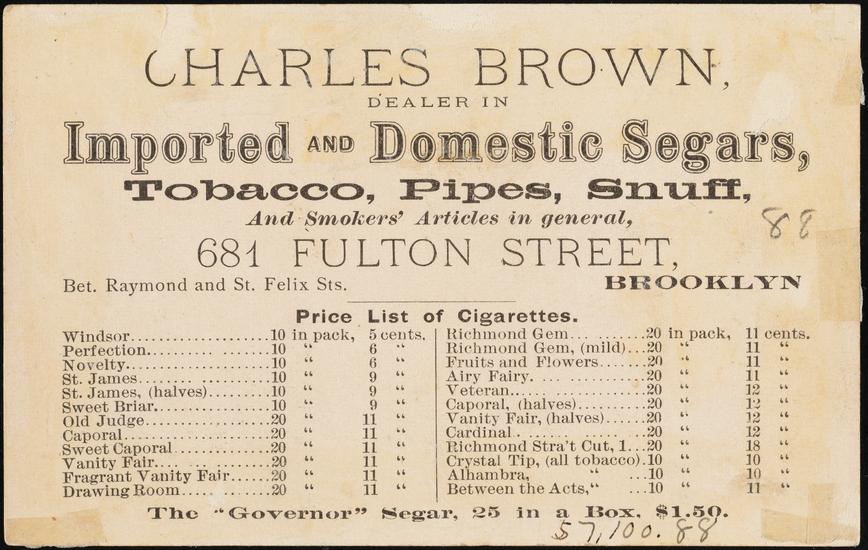 CHARLES BROWN,
DEALER IN
Imported AND Domestic Segars,
Tobacco, Pipes, Snuff,
And Smokers' Articles in general,
88
681 FULTON STREET,
Bet. Raymond and St. Felix Sts. BROOKLYN
Price List of Cigarettes.
Windsor......................10 in pack, 5 cents.
Perfection...................10 " 6 "
Novelty......................10 " 6 "
St. James....................10 " 9 "
St. James, (halves)..........10 " 9 "
Sweet Briar..................10 " 9 "
Old Judge....................20 " 11 "
Caporal......................20 " 11 "
Sweet Caporal................20 " 11 "
Vanity Fair..................20 " 11 "
Fragrant Vanity Fair.........20 " 11 "
Drawing Room.................20 " 11 "
Richmond Gem.................20 in pack, 11 cents.
Richmond Gem, (mild)...20 " 11 "
Fruits and Flowers.......20 " 11 "
Airy Fairy...............20 " 11 "
Veteran..................20 " 12 "
Caporal, (halves)........20 " 12 "
Vanity Fair, (halves)....20 " 12 "
Cardinal.................20 " 12 "
Richmond Stra't Cut, 1...20 " 18 "
Crystal Tip, (all tobacco).10 " 10 "
Alhambra, " ...10 " 10 "
Between the Acts, " ...10 " 11 "
The "Governor" Segar, 25 in a Box, $1.50.
57,100.88